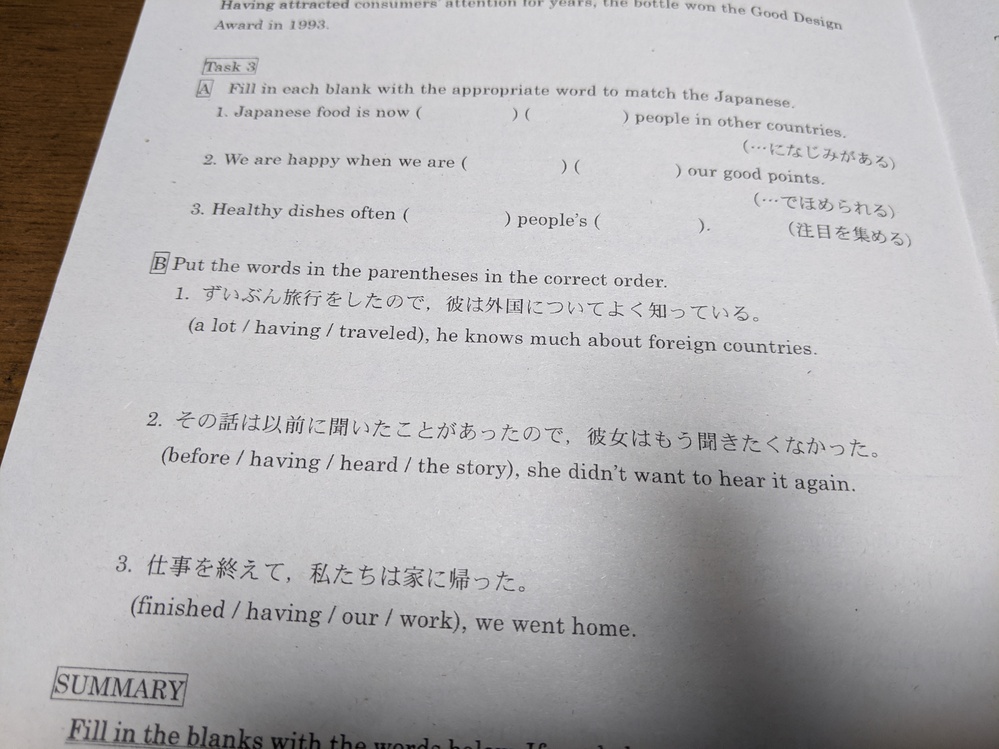 Having attracted consumers' attention for years, the bottle won the Good Design
Award in 1993.
Task 3
A Fill in each blank with the appropriate word to match the Japanese.
1. Japanese food is now (          ) (          ) people in other countries.
(…になじみがある)
2. We are happy when we are (          ) (          ) our good points.
(…でほめられる)
3. Healthy dishes often (          ) people's (          ).  (注目を集める)
B Put the words in the parentheses in the correct order.
1. ずいぶん旅行をしたので，彼は外国についてよく知っている。
(a lot / having / traveled), he knows much about foreign countries.
2. その話は以前に聞いたことがあったので，彼女はもう聞きたくなかった。
(before / having / heard / the story), she didn't want to hear it again.
3. 仕事を終えて，私たちは家に帰った。
(finished / having / our / work), we went home.
SUMMARY
Fill in the blanks with the words below. If